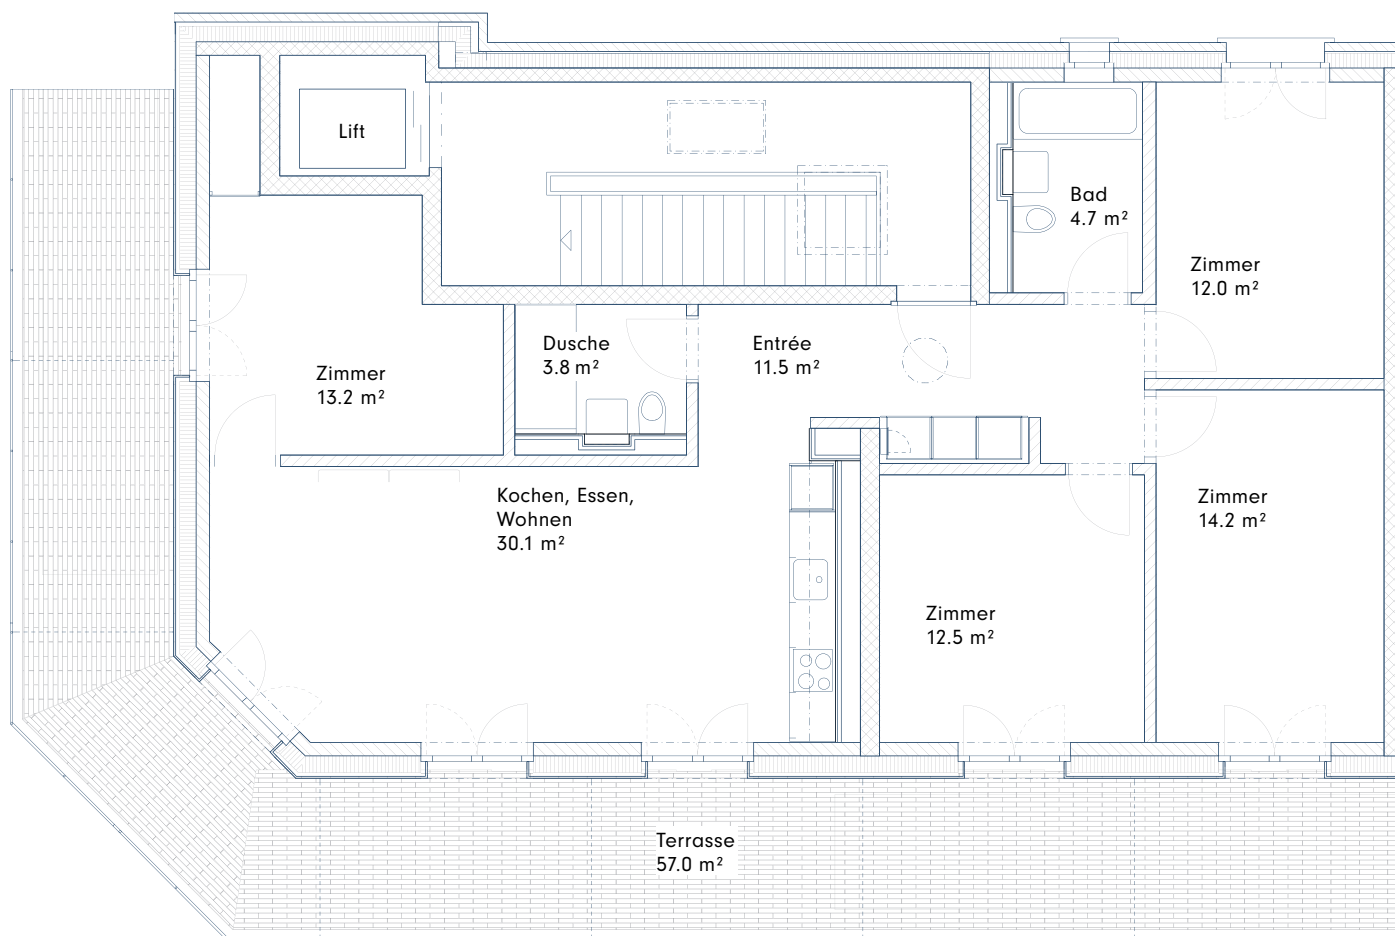 Lift
Bad
4.7 m²
Zimmer
12.0 m²
Dusche
3.8 m²
Entrée
11.5 m²
Zimmer
13.2 m²
Kochen, Essen,
Wohnen
30.1 m²
Zimmer
14.2 m²
Zimmer
12.5 m²
Terrasse
57.0 m²